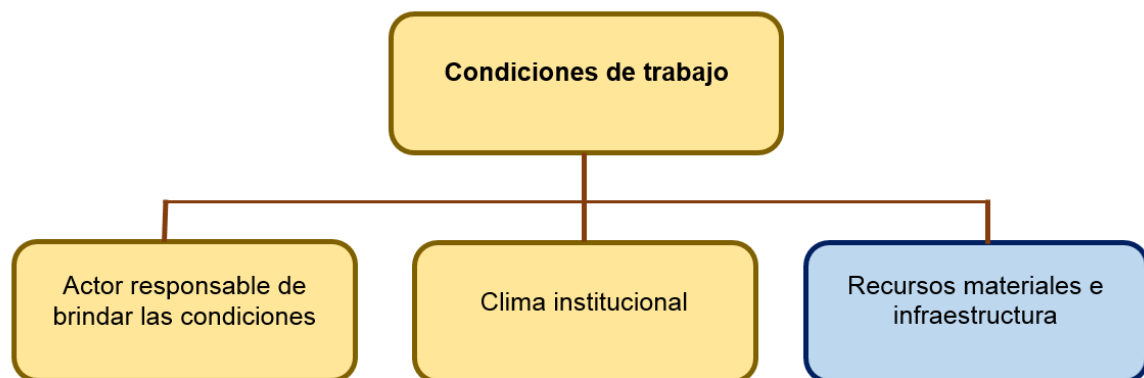 Condiciones de trabajo
Actor responsable de
brindar las condiciones
Clima institucional
Recursos materiales e
infraestructura